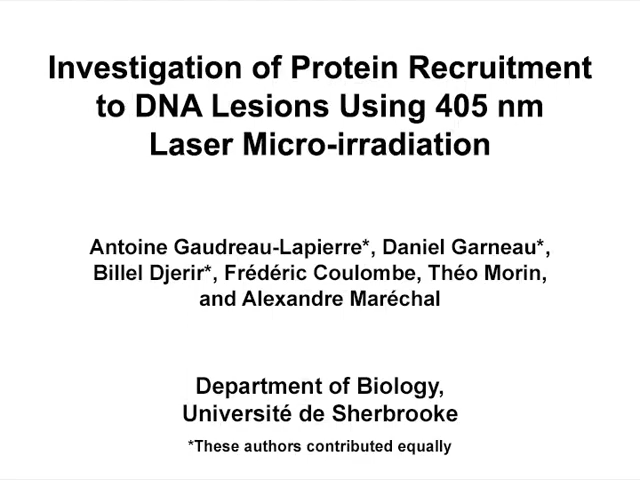 Investigation of Protein Recruitment
to DNA Lesions Using 405 nm
Laser Micro-irradiation
Antoine Gaudreau-Lapierre*, Daniel Garneau*,
Billel Djerir*, Frédéric Coulombe, Théo Morin,
and Alexandre Maréchal
Department of Biology,
Université de Sherbrooke
*These authors contributed equally